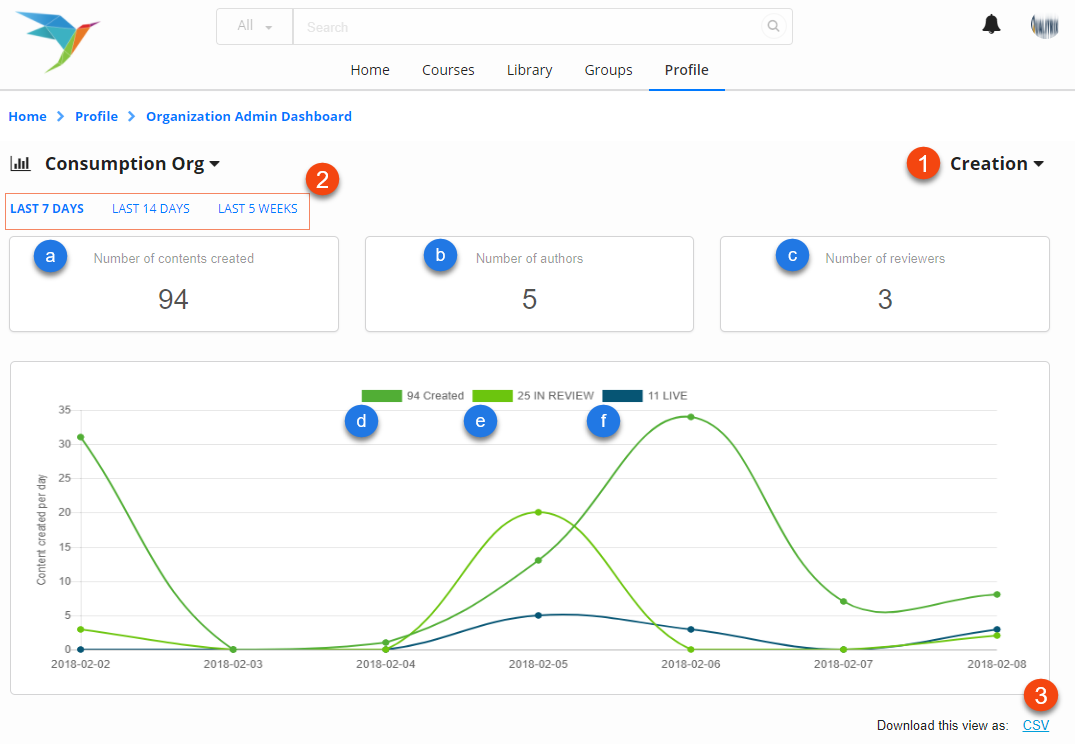 All
Search
Home Courses Library Groups Profile
Home Profile Organization Admin Dashboard
Consumption Org
1 Creation
2
LAST 7 DAYS LAST 14 DAYS LAST 5 WEEKS
a Number of contents created
94
b Number of authors
5
c Number of reviewers
3
94 Created 25 IN REVIEW 11 LIVE
d e f
Content created per day
35
30
25
20
15
10
5
0
2018-02-02 2018-02-03 2018-02-04 2018-02-05 2018-02-06 2018-02-07 2018-02-08
3
Download this view as: CSV